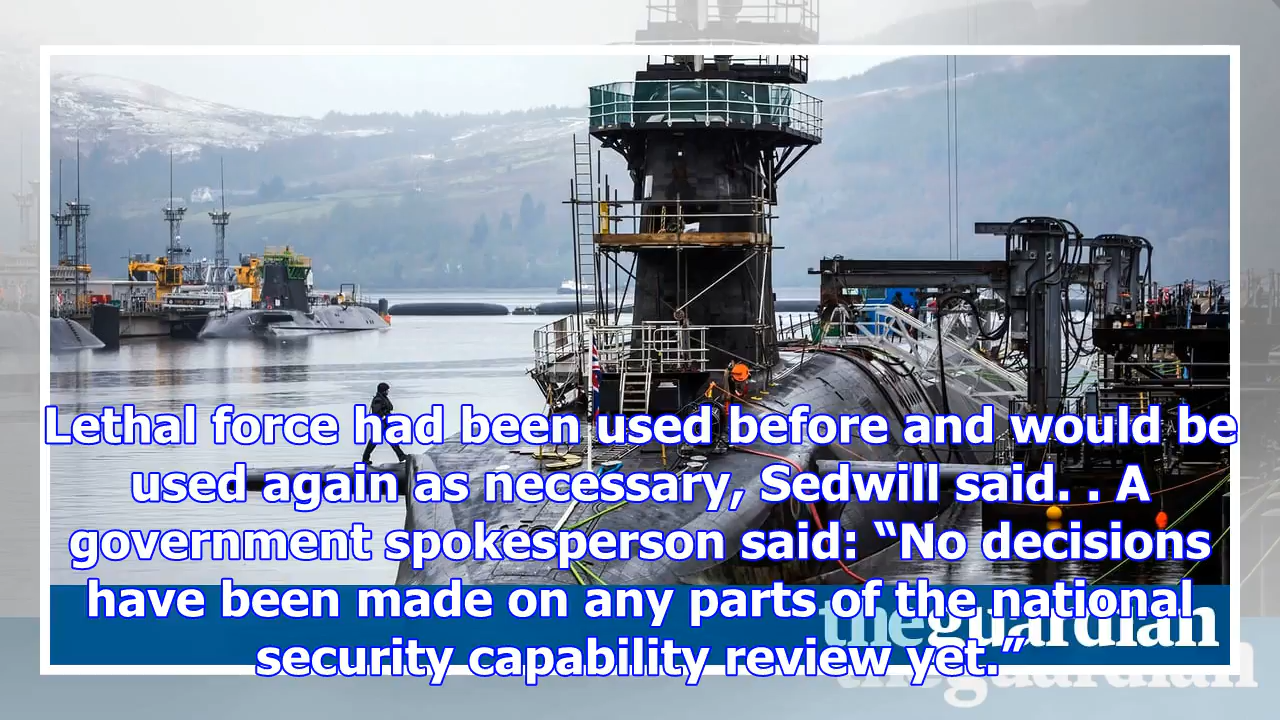 Lethal force had been used before and would be
used again as necessary, Sedwill said. . A
government spokesperson said: “No decisions
have been made on any parts of the national
security capability review yet.”
theguardian
theguardian